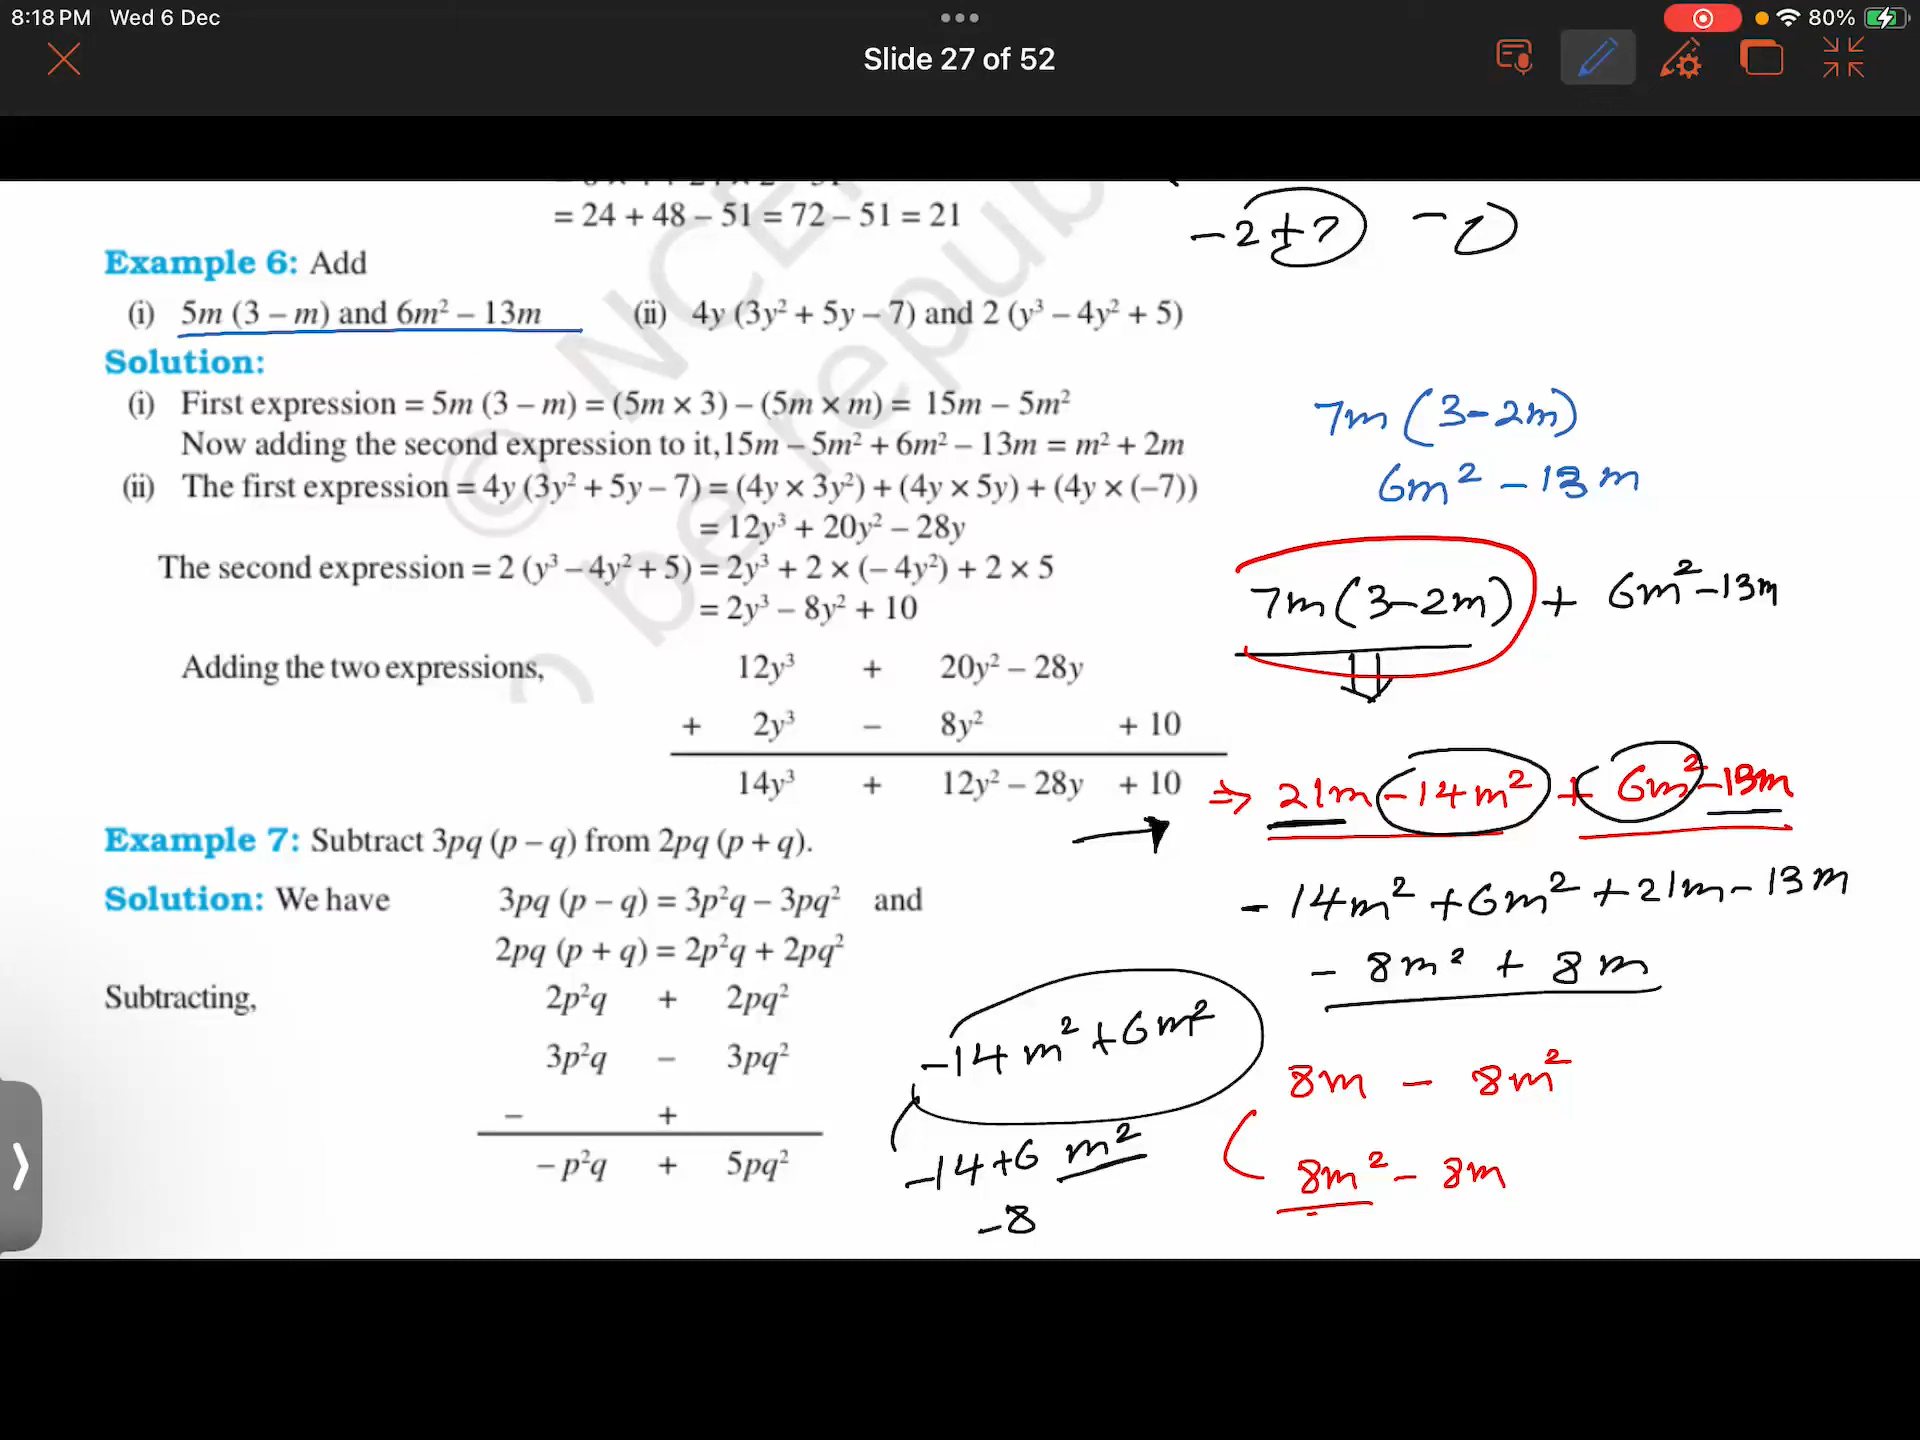 8:18 PM Wed 6 Dec
80%
Slide 27 of 52
= 24 + 48 – 51 = 72 – 51 = 21
- 2 + 7
Example 6: Add
(i) 5m (3 – m) and 6m² – 13m (ii) 4y (3y² + 5y – 7) and 2 (y³ – 4y² + 5)
Solution:
(i) First expression = 5m (3 – m) = (5m × 3) – (5m × m) = 15m – 5m²
Now adding the second expression to it, 15m – 5m² + 6m² – 13m = m² + 2m
(ii) The first expression = 4y (3y² + 5y – 7) = (4y × 3y²) + (4y × 5y) + (4y × (–7))
= 12y³ + 20y² – 28y
The second expression = 2 (y³ – 4y² + 5) = 2y³ + 2 × (– 4y²) + 2 × 5
= 2y³ – 8y² + 10
Adding the two expressions, 12y³ + 20y² – 28y
+ 2y³ – 8y² + 10
14y³ + 12y² – 28y + 10
Example 7: Subtract 3pq (p – q) from 2pq (p + q).
Solution: We have 3pq (p – q) = 3p²q – 3pq² and
2pq (p + q) = 2p²q + 2pq²
Subtracting, 2p²q + 2pq²
3p²q – 3pq²
– +
– p²q + 5pq²
7m (3-2m)
6m² - 13m
7m (3-2m) + 6m² - 13m
⇒ 21m - 14m² + 6m² - 13m
- 14m² + 6m² + 21m - 13m
- 8m² + 8m
8m - 8m²
8m² - 8m
-14m² + 6m²
-14+6 m²
-8
© NCE
be repub